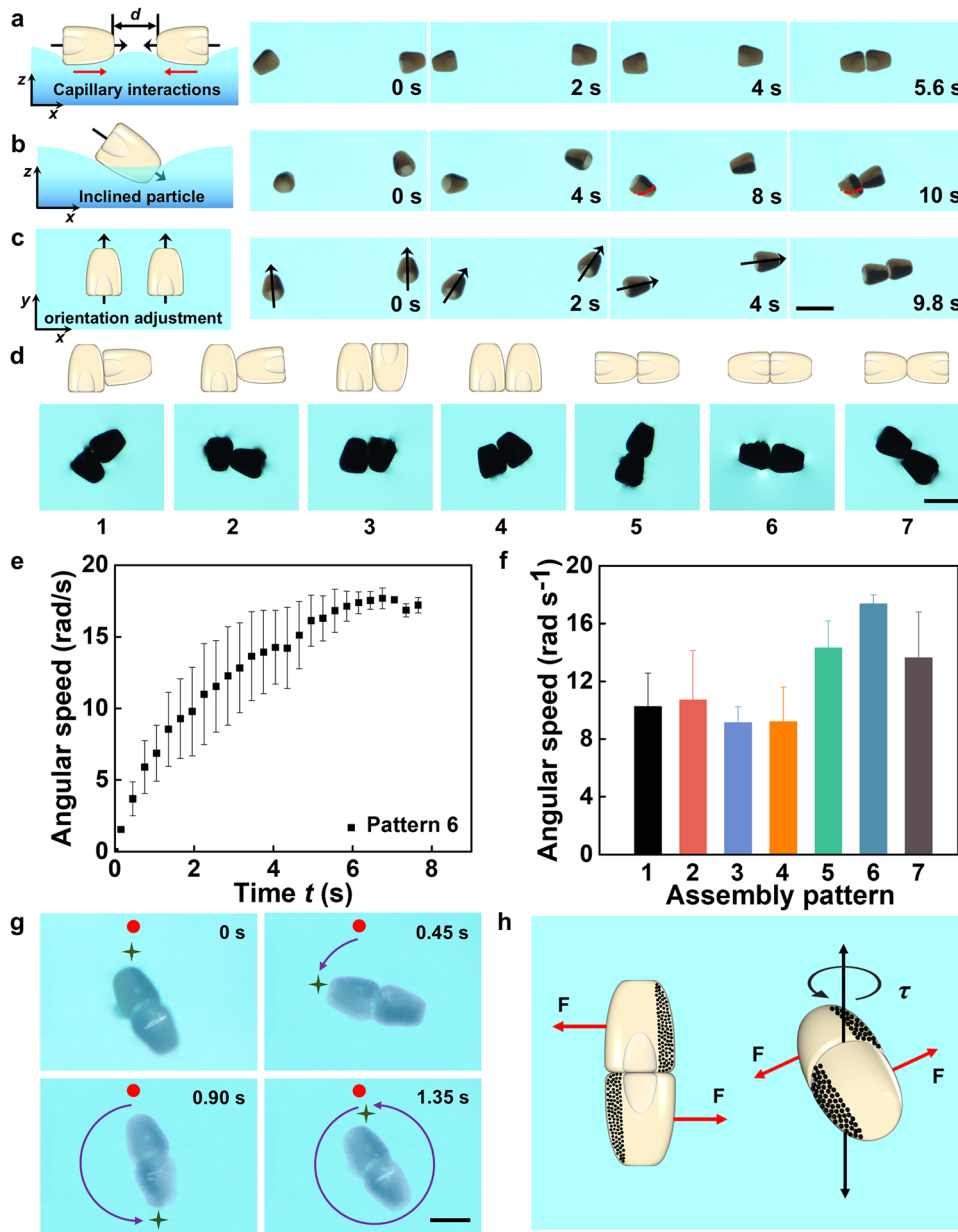 a
d
z
x
Capillary interactions
0 s
2 s
4 s
5.6 s
b
z
x
Inclined particle
0 s
4 s
8 s
10 s
c
y
x
orientation adjustment
0 s
2 s
4 s
9.8 s
d
1 2 3 4 5 6 7
e
Angular speed (rad/s)
20
15
10
5
0
0 2 4 6 8
Time t (s)
Pattern 6
f
Angular speed (rad s⁻¹)
20
16
12
8
4
0
1 2 3 4 5 6 7
Assembly pattern
g
0 s
0.45 s
0.90 s
1.35 s
h
F
F
τ
F
F